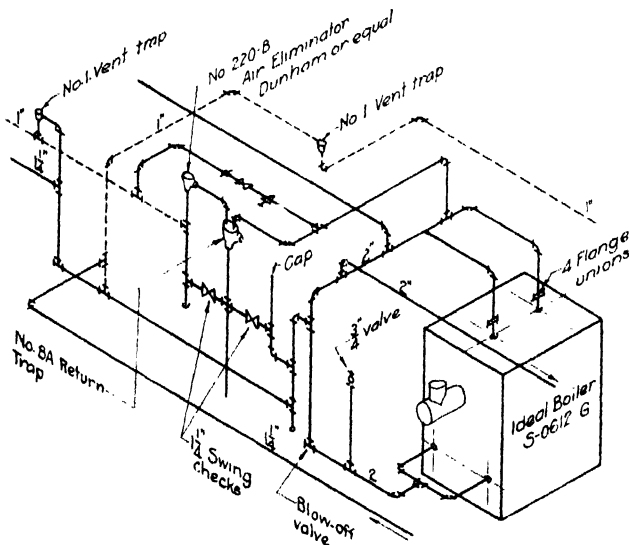 No. 220-B
Air Eliminator
Dunham or equal
No.1. Vent trap
No. 1 Vent trap
1"
1"
1¼"
1"
Cap
2"
2"
4 Flange
unions
¾" valve
No. 8A Return
Trap
Ideal Boiler
S-0612 G
1¼" Swing
checks
1¼"
2
Blow-off
valve